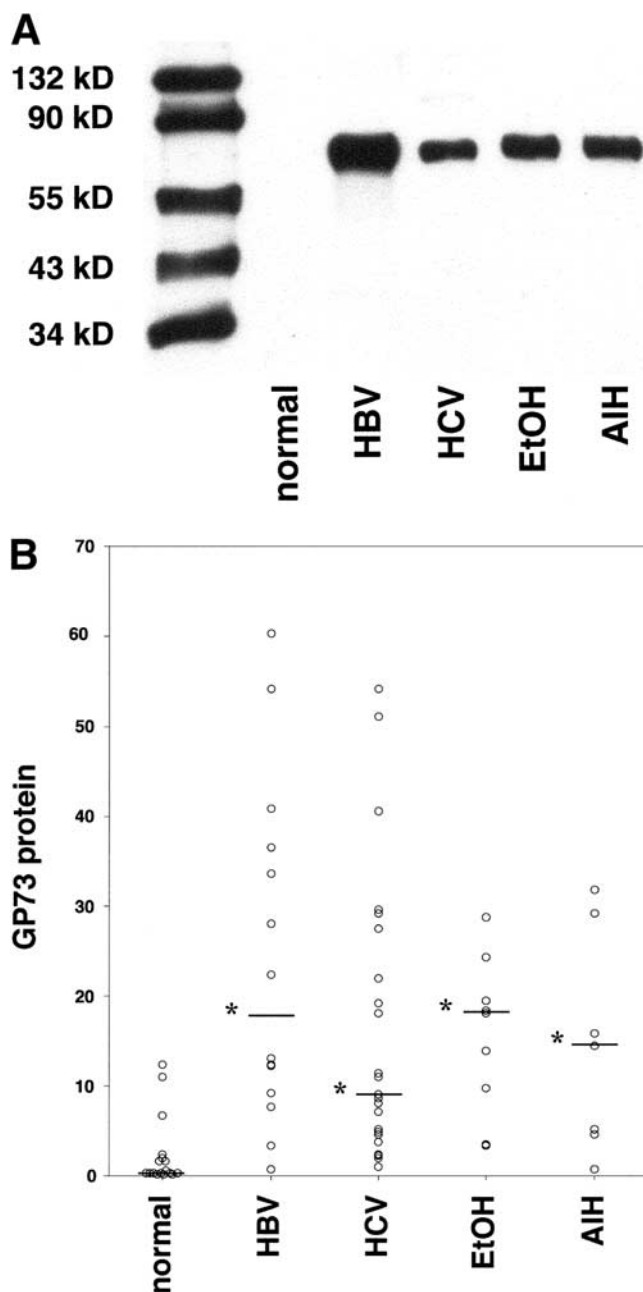 A
132 kD
90 kD
55 kD
43 kD
34 kD
normal
HBV
HCV
EtOH
AIH
B
70
60
50
40
30
20
10
0
GP73 protein
*
*
*
*
normal
HBV
HCV
EtOH
AIH